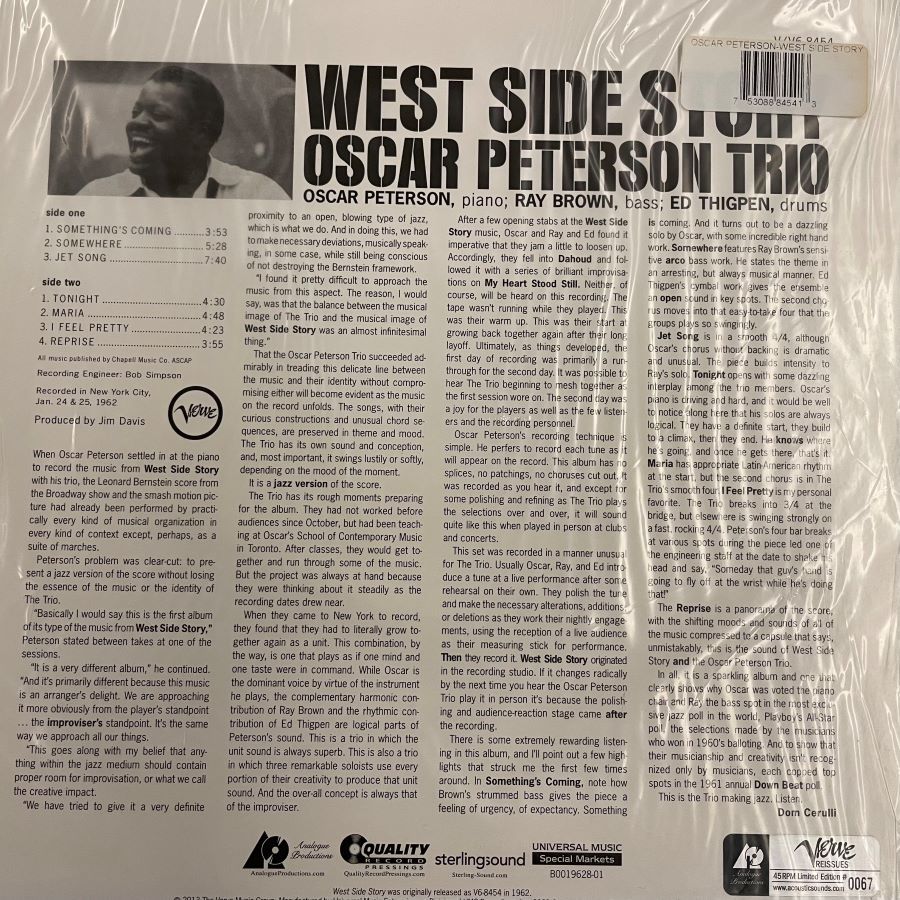 V/V6-8454
OSCAR PETERSON-WEST SIDE STORY
7 53088 84541 3
WEST SIDE STORY
OSCAR PETERSON TRIO
OSCAR PETERSON, piano; RAY BROWN, bass; ED THIGPEN, drums
side one
1. SOMETHING'S COMING ..........3:53
2. SOMEWHERE ..........5:28
3. JET SONG ..........7:40
side two
1. TONIGHT ..........4:30
2. MARIA ..........4:48
3. I FEEL PRETTY ..........4:23
4. REPRISE ..........3:55
All music published by Chapell Music Co. ASCAP
Recording Engineer: Bob Simpson
Recorded in New York City,
Jan. 24 & 25, 1962
Produced by Jim Davis
Verve
When Oscar Peterson settled in at the piano
to record the music from West Side Story
with his trio, the Leonard Bernstein score from
the Broadway show and the smash motion pic-
ture had already been performed by practi-
cally every kind of musical organization in
every kind of context except, perhaps, as a
suite of marches.
Peterson's problem was clear-cut: to pre-
sent a jazz version of the score without losing
the essence of the music or the identity of
The Trio.
"Basically I would say this is the first album
of its type of the music from West Side Story,"
Peterson stated between takes at one of the
sessions.
"It is a very different album," he continued.
"And it's primarily different because this music
is an arranger's delight. We are approaching
it more obviously from the player's standpoint
... the improviser's standpoint. It's the same
way we approach all our things.
"This goes along with my belief that any-
thing within the jazz medium should contain
proper room for improvisation, or what we call
the creative impact.
"We have tried to give it a very definite
proximity to an open, blowing type of jazz,
which is what we do. And in doing this, we had
to make necessary deviations, musically speak-
ing, in some case, while still being conscious
of not destroying the Bernstein framework.
"I found it pretty difficult to approach the
music from this aspect. The reason, I would
say, was that the balance between the musical
image of The Trio and the musical image of
West Side Story was an almost infinitesimal
thing."
That the Oscar Peterson Trio succeeded ad-
mirably in treading this delicate line between
the music and their identity without compro-
mising either will become evident as the music
on the record unfolds. The songs, with their
curious constructions and unusual chord se-
quences, are preserved in theme and mood.
The Trio has its own sound and conception,
and, most important, it swings lustly or softly,
depending on the mood of the moment.
It is a jazz version of the score.
The Trio has its rough moments preparing
for the album. They had not worked before
audiences since October, but had been teach-
ing at Oscar's School of Contemporary Music
in Toronto. After classes, they would get to-
gether and run through some of the music.
But the project was always at hand because
they were thinking about it steadily as the
recording dates drew near.
When they came to New York to record,
they found that they had to literally grow to-
gether again as a unit. This combination, by
the way, is one that plays as if one mind and
one taste were in command. While Oscar is
the dominant voice by virtue of the instrument
he plays, the complementary harmonic con-
tribution of Ray Brown and the rhythmic con-
tribution of Ed Thigpen are logical parts of
Peterson's sound. This is a trio in which the
unit sound is always superb. This is also a trio
in which three remarkable soloists use every
portion of their creativity to produce that unit
sound. And the over-all concept is always that
of the improviser.
After a few opening stabs at the West Side
Story music, Oscar and Ray and Ed found it
imperative that they jam a little to loosen up.
Accordingly, they fell into Dahoud and fol-
lowed it with a series of brilliant improvisa-
tions on My Heart Stood Still. Neither, of
course, will be heard on this recording. The
tape wasn't running while they played. This
was their warm up. This was their start at
growing back together again after their long
layoff. Ultimately, as things developed, the
first day of recording was primarily a run-
through for the second day. It was possible to
hear The Trio beginning to mesh together as
the first session wore on. The second day was
a joy for the players as well as the few listen-
ers and the recording personnel.
Oscar Peterson's recording technique is
simple. He perfers to record each tune as it
will appear on the record. This album has no
splices, no patchings, no choruses cut out. It
was recorded as you hear it, and except for
some polishing and refining as The Trio plays
the selections over and over, it will sound
quite like this when played in person at clubs
and concerts.
This set was recorded in a manner unusual
for The Trio. Usually Oscar, Ray, and Ed intro-
duce a tune at a live performance after some
rehearsal on their own. They polish the tune
and make the necessary alterations, additions
or deletions as they work their nightly engage-
ments, using the reception of a live audience
as their measuring stick for performance.
Then they record it. West Side Story originated
in the recording studio. If it changes radically
by the next time you hear the Oscar Peterson
Trio play it in person it's because the polish-
ing and audience-reaction stage came after
the recording.
There is some extremely rewarding listen-
ing in this album, and I'll point out a few high-
lights that struck me the first few times
around. In Something's Coming, note how
Brown's strummed bass gives the piece a
feeling of urgency, of expectancy. Something
is coming. And it turns out to be a dazzling
solo by Oscar, with some incredible right hand
work. Somewhere features Ray Brown's sensi-
tive arco bass work. He states the theme in
an arresting, but always musical manner. Ed
Thigpen's cymbal work gives the ensemble
an open sound in key spots. The second cho-
rus moves into that easy-to-take four that the
groups plays so swingingly.
Jet Song is in a smooth 4/4, although
Oscar's chorus without backing is dramatic
and unusual. The piece builds intensity to
Ray's solo. Tonight opens with some dazzling
interplay among the trio members. Oscar's
piano is driving and hard, and it would be well
to notice along here that his solos are always
logical. They have a definite start, they build
to a climax, then they end. He knows where
he's going, and once he gets there, that's it.
Maria has appropriate Latin-American rhythm
at the start, but the second chorus is in The
Trio's smooth four. I Feel Pretty is my personal
favorite. The Trio breaks into 3/4 at the
bridge, but elsewhere is swinging strongly on
a fast, rocking 4/4. Peterson's four bar breaks
at various spots during the piece led one of
the engineering staff at the date to shake his
head and say, "Someday that guy's hand is
going to fly off at the wrist while he's doing
that!"
The Reprise is a panorama of the score,
with the shifting moods and sounds of all of
the music compressed to a capsule that says,
unmistakably, this is the sound of West Side
Story and the Oscar Peterson Trio.
In all, it is a sparkling album and one that
clearly shows why Oscar was voted the piano
chair and Ray the bass spot in the most exclu-
sive jazz poll in the world, Playboy's All-Star
poll, the selections made by the musicians
who won in 1960's balloting. And to show that
their musicianship and creativity isn't recog-
nized only by musicians, each copped top
spots in the 1961 annual Down Beat poll.
This is the Trio making jazz. Listen.
Dom Cerulli
Analogue
Productions
AnalogueProductions.com
QUALITY
RECORD
PRESSINGS
QualityRecordPressings.com
sterlingsound
Sterling-Sound.com
UNIVERSAL MUSIC
Special Markets
B0019628-01
Analogue
Productions
Verve
REISSUES
45 RPM Limited Edition #
www.acousticsounds.com
0067
West Side Story was originally released as V6-8454 in 1962.